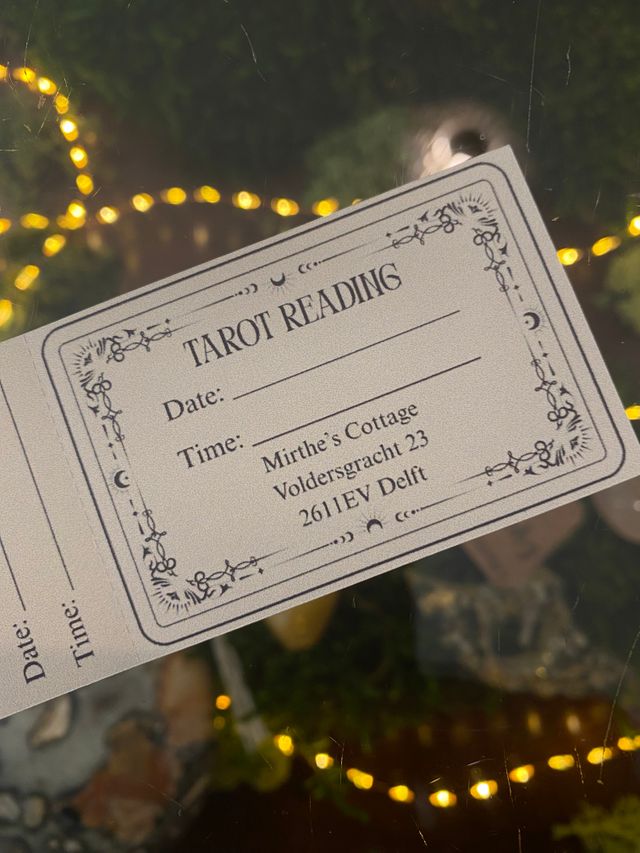 TAROT READING
Date:
Time:
Mirthe's Cottage
Voldersgracht 23
2611EV Delft
Date:
Time: